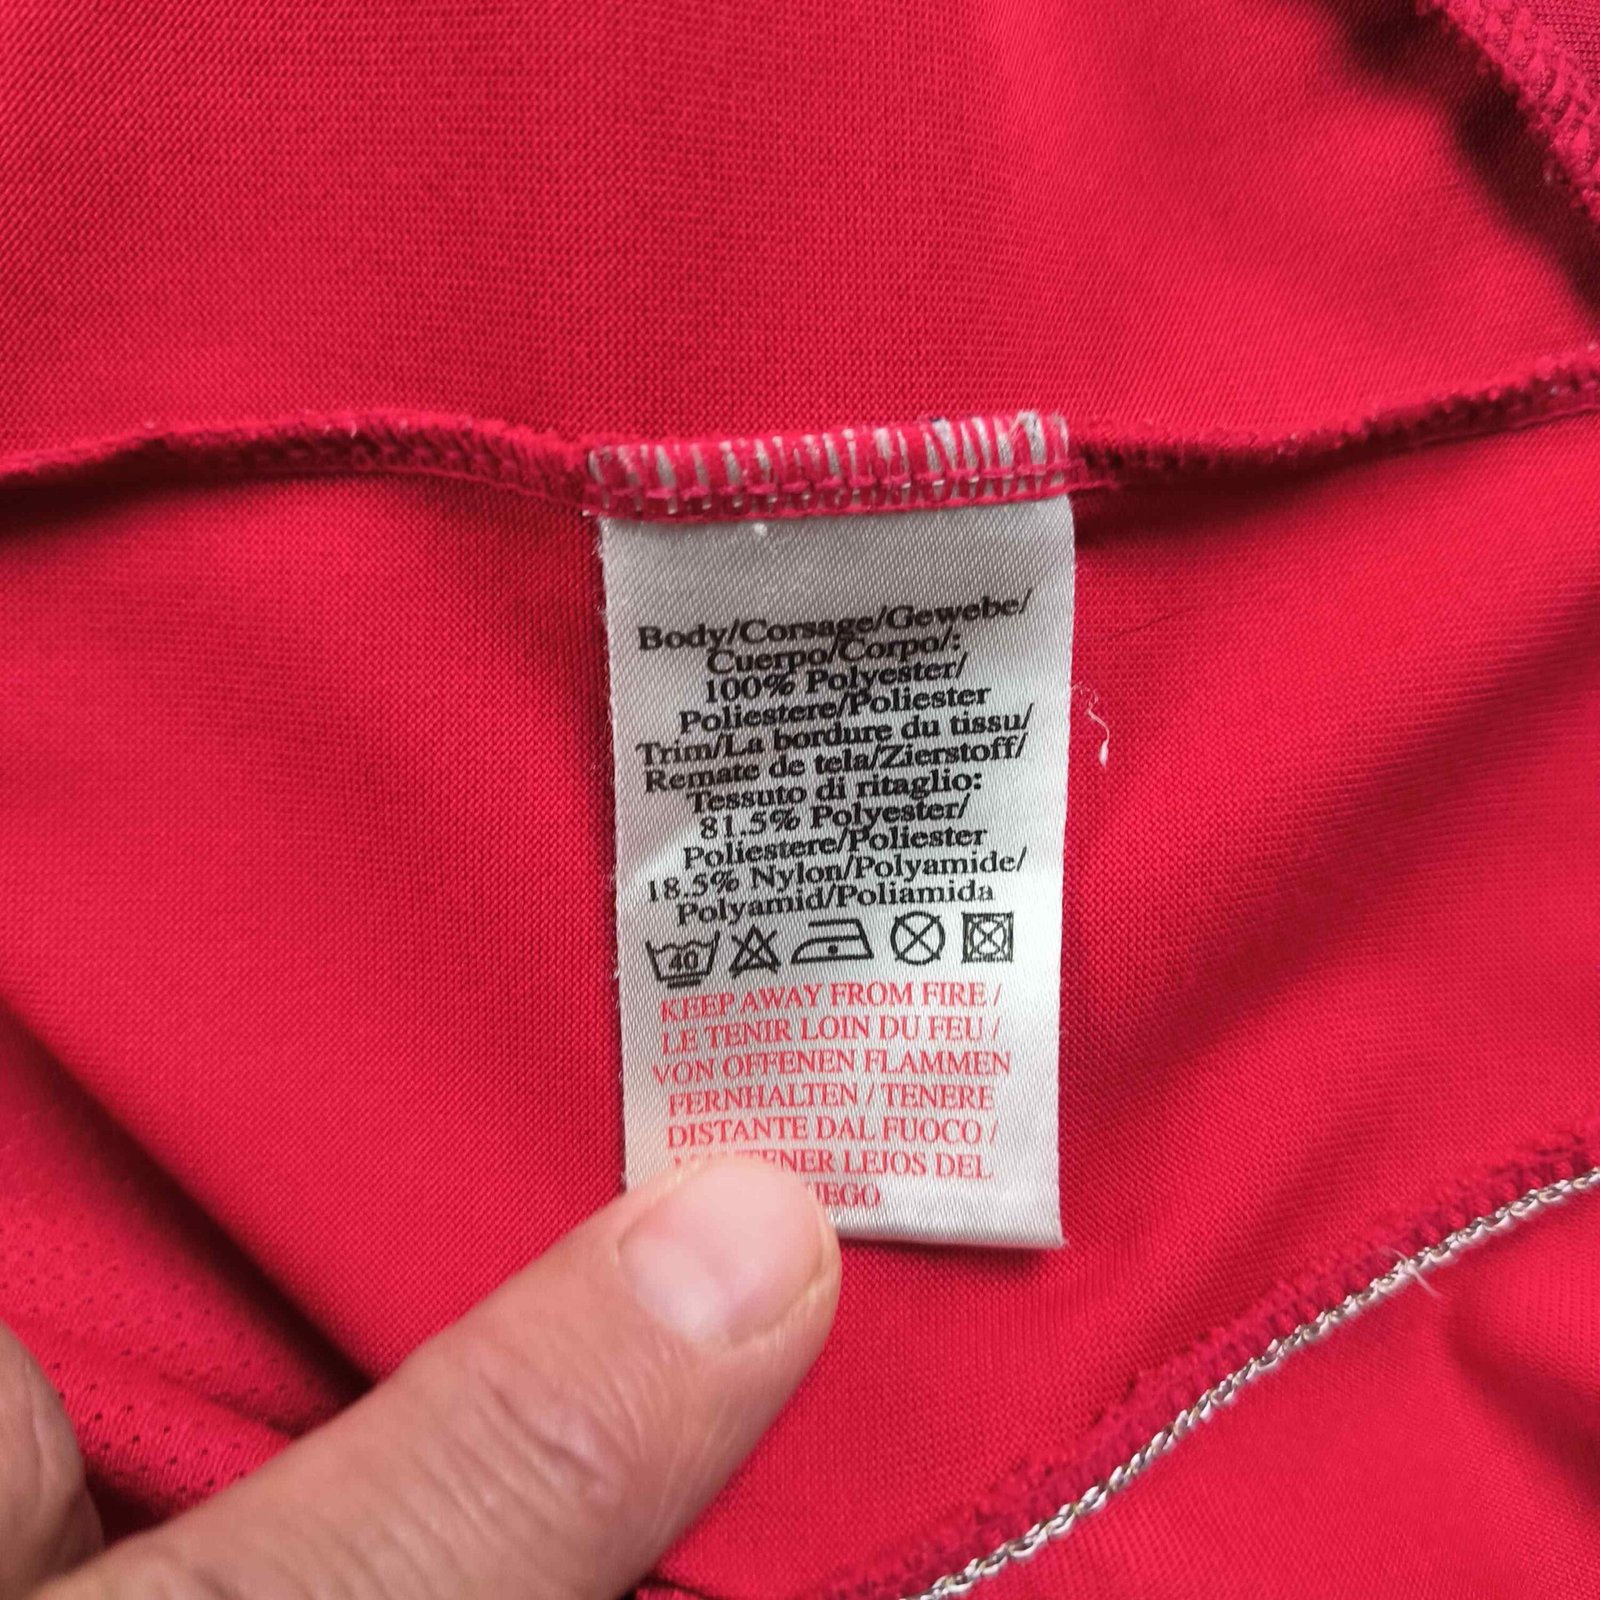 Body/Corsage/Gewebe/
Cuerpo/Corpo/:
100% Polyester/
Poliestere/Poliester
Trim/La bordure du tissu/
Remate de tela/Zierstoff/
Tessuto di ritaglio:
81.5% Polyester/
Poliestere/Poliester
18.5% Nylon/Polyamide/
Polyamid/Poliamida
40
KEEP AWAY FROM FIRE /
LE TENIR LOIN DU FEU /
VON OFFENEN FLAMMEN
FERNHALTEN / TENERE
DISTANTE DAL FUOCO /
LEJOS DEL